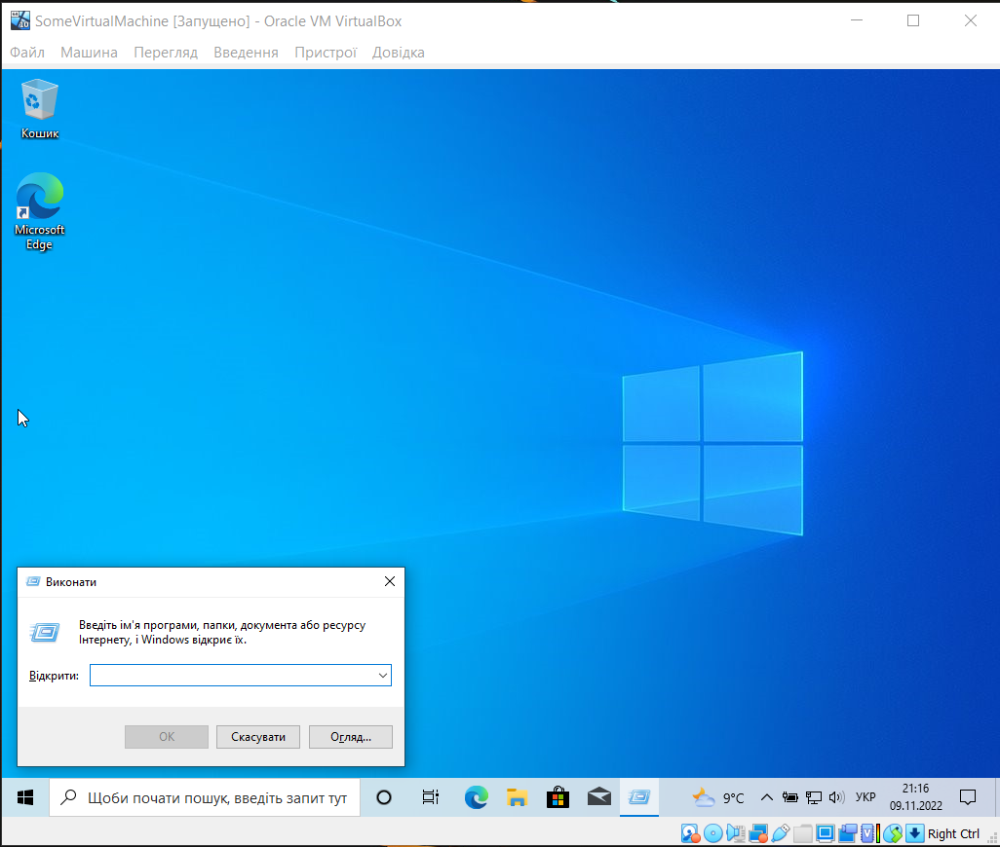 SomeVirtualMachine [Запущено] - Oracle VM VirtualBox
Файл Машина Перегляд Введення Пристрої Довідка
Кошик
Microsoft
Edge
Виконати
Введіть ім'я програми, папки, документа або ресурсу
Інтернету, і Windows відкриє їх.
Відкрити:
OK Скасувати Огляд...
Щоби почати пошук, введіть запит тут
9°C
УКР
21:16
09.11.2022
Right Ctrl